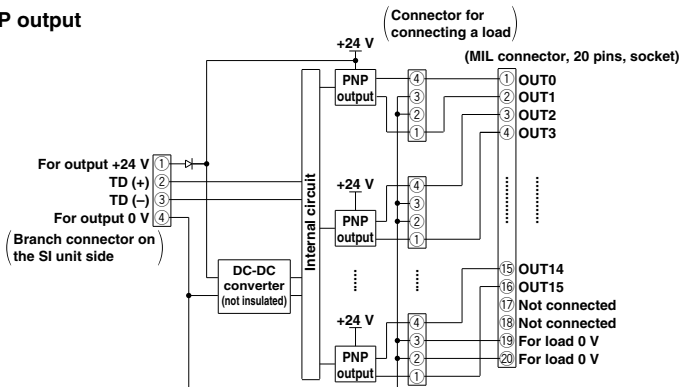 P output
Connector for
connecting a load
(MIL connector, 20 pins, socket)
+24 V
PNP
output
④
③
②
①
① OUT0
② OUT1
③ OUT2
④ OUT3
For output +24 V ①
TD (+) ②
TD (–) ③
For output 0 V ④
Branch connector on
the SI unit side
Internal circuit
+24 V
PNP
output
④
③
②
①
DC-DC
converter
(not insulated)
⑮ OUT14
⑯ OUT15
⑰ Not connected
⑱ Not connected
⑲ For load 0 V
⑳ For load 0 V
+24 V
PNP
output
④
③
②
①